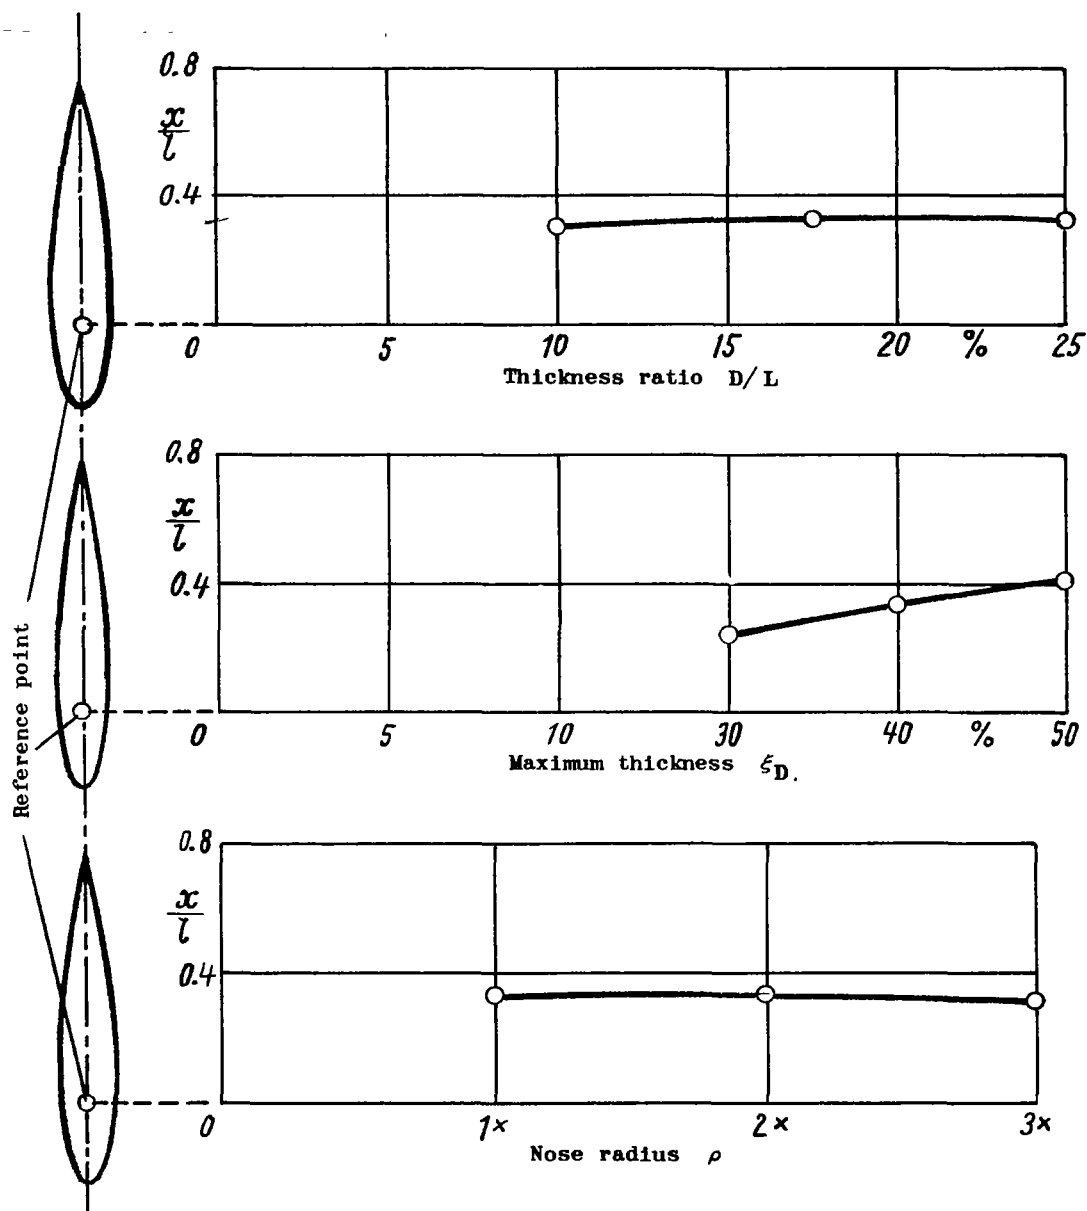 0.8
x/l
0.4
0 5 10 15 20 % 25
Thickness ratio D/L
0.8
x/l
0.4
0 5 10 30 40 % 50
Maximum thickness ξD.
Reference point
0.8
x/l
0.4
0 1× 2× 3×
Nose radius ρ